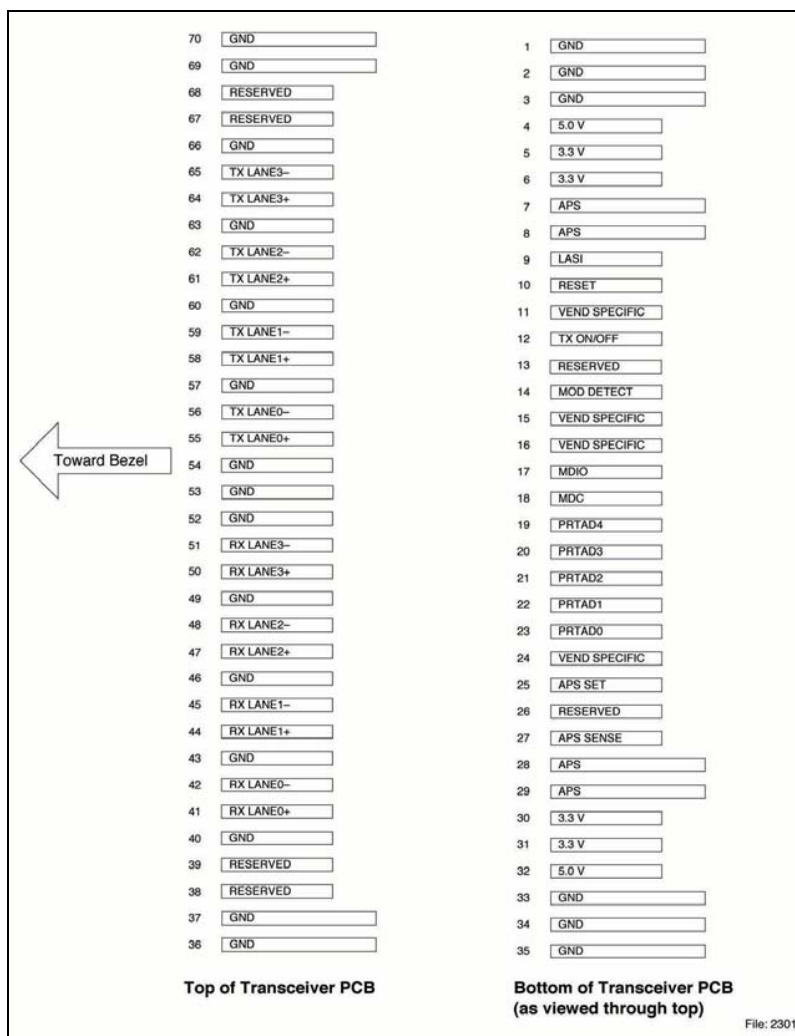 70 GND
69 GND
68 RESERVED
67 RESERVED
66 GND
65 TX LANE3–
64 TX LANE3+
63 GND
62 TX LANE2–
61 TX LANE2+
60 GND
59 TX LANE1–
58 TX LANE1+
57 GND
56 TX LANE0–
55 TX LANE0+
54 GND
53 GND
52 GND
51 RX LANE3–
50 RX LANE3+
49 GND
48 RX LANE2–
47 RX LANE2+
46 GND
45 RX LANE1–
44 RX LANE1+
43 GND
42 RX LANE0–
41 RX LANE0+
40 GND
39 RESERVED
38 RESERVED
37 GND
36 GND
Toward Bezel
Top of Transceiver PCB
1 GND
2 GND
3 GND
4 5.0 V
5 3.3 V
6 3.3 V
7 APS
8 APS
9 LASI
10 RESET
11 VEND SPECIFIC
12 TX ON/OFF
13 RESERVED
14 MOD DETECT
15 VEND SPECIFIC
16 VEND SPECIFIC
17 MDIO
18 MDC
19 PRTAD4
20 PRTAD3
21 PRTAD2
22 PRTAD1
23 PRTAD0
24 VEND SPECIFIC
25 APS SET
26 RESERVED
27 APS SENSE
28 APS
29 APS
30 3.3 V
31 3.3 V
32 5.0 V
33 GND
34 GND
35 GND
Bottom of Transceiver PCB
(as viewed through top)
File: 2301